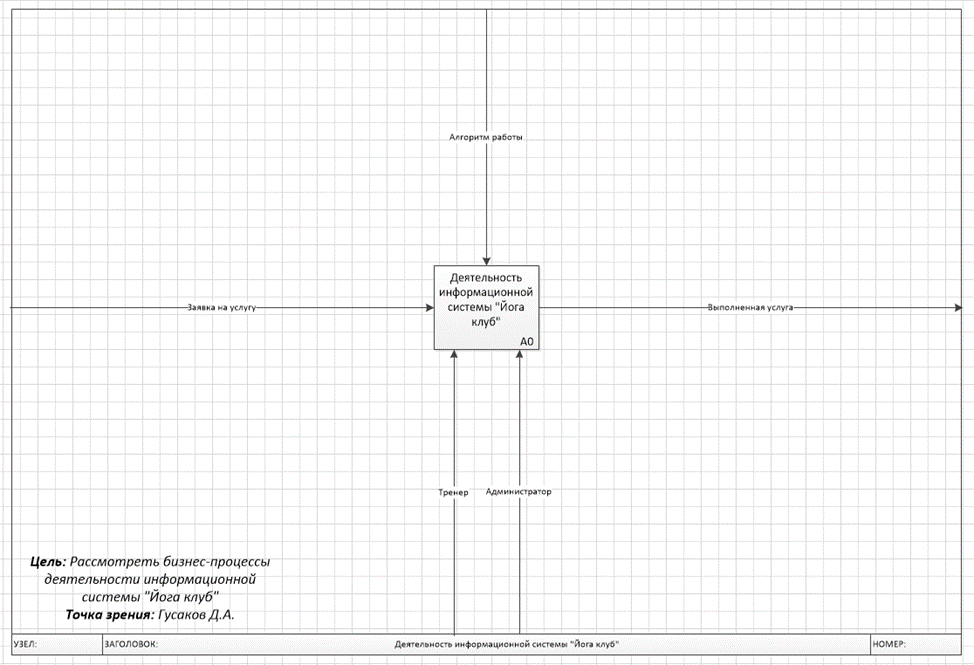 Алгоритм работы
Деятельность
информационной
системы "Йога
клуб"
A0
Заявка на услугу
Выполненная услуга
Тренер
Администратор
Цель: Рассмотреть бизнес-процессы
деятельности информационной
системы "Йога клуб"
Точка зрения: Гусаков Д.А.
УЗЕЛ:
ЗАГОЛОВОК:
Деятельность информационной системы "Йога клуб"
НОМЕР: